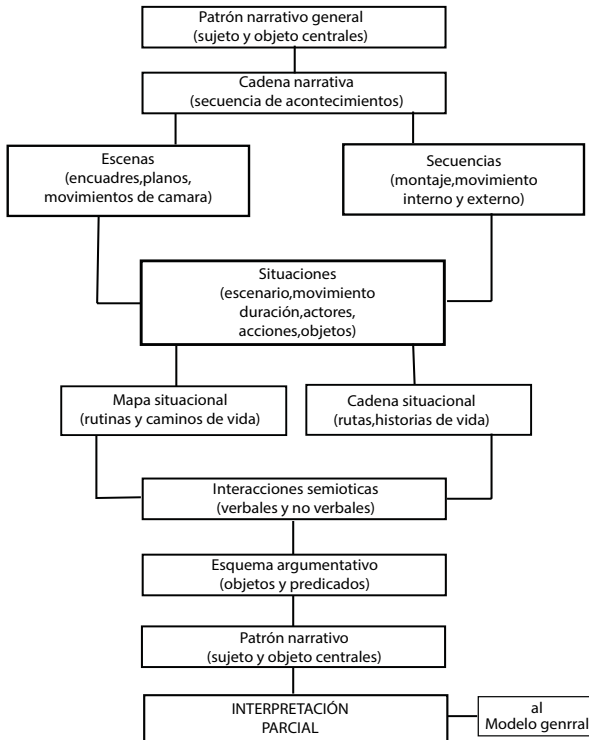 Patrón narrativo general
(sujeto y objeto centrales)
Cadena narrativa
(secuencia de acontecimientos)
Escenas
(encuadres,planos,
movimientos de camara)
Secuencias
(montaje,movimiento
interno y externo)
Situaciones
(escenario,movimiento
duración,actores,
acciones,objetos)
Mapa situacional
(rutinas y caminos de vida)
Cadena situacional
(rutas,historias de vida)
Interacciones semioticas
(verbales y no verbales)
Esquema argumentativo
(objetos y predicados)
Patrón narrativo
(sujeto y objeto centrales)
INTERPRETACIÓN
PARCIAL
al
Modelo genrral